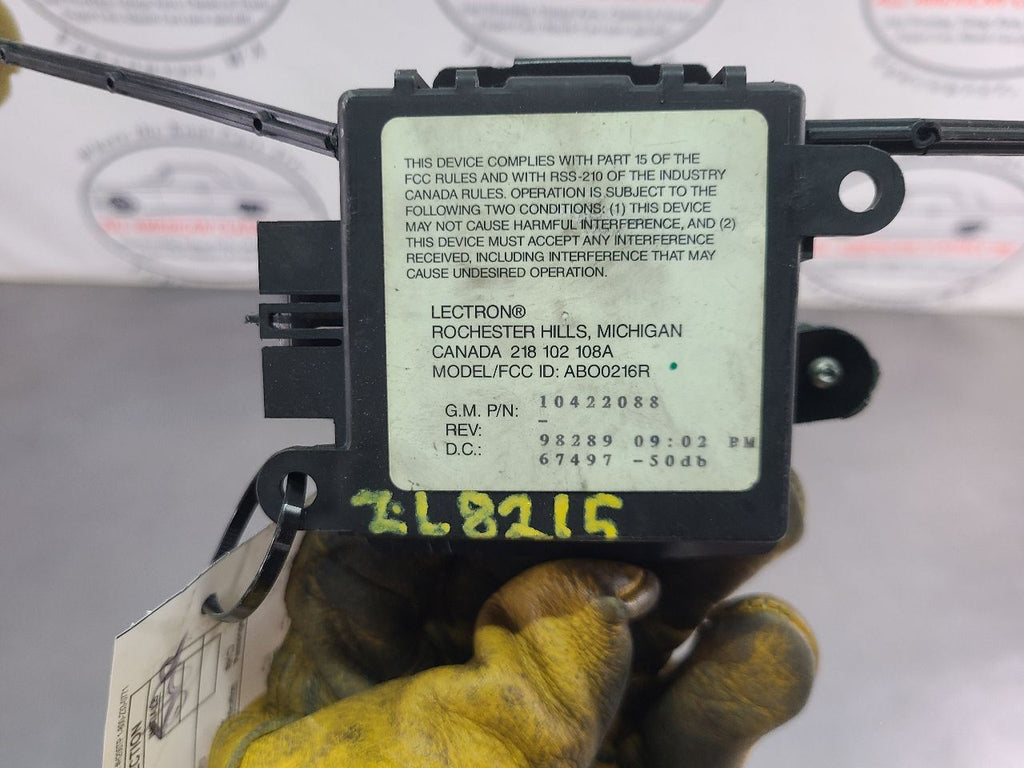 THIS DEVICE COMPLIES WITH PART 15 OF THE
FCC RULES AND WITH RSS-210 OF THE INDUSTRY
CANADA RULES. OPERATION IS SUBJECT TO THE
FOLLOWING TWO CONDITIONS: (1) THIS DEVICE
MAY NOT CAUSE HARMFUL INTERFERENCE, AND (2)
THIS DEVICE MUST ACCEPT ANY INTERFERENCE
RECEIVED, INCLUDING INTERFERENCE THAT MAY
CAUSE UNDESIRED OPERATION.
LECTRON®
ROCHESTER HILLS, MICHIGAN
CANADA 218 102 108A
MODEL/FCC ID: ABO0216R
G.M. P/N: 10422088
REV: -
D.C.: 98289 09:02 PM
67497 -50db
ZL8215